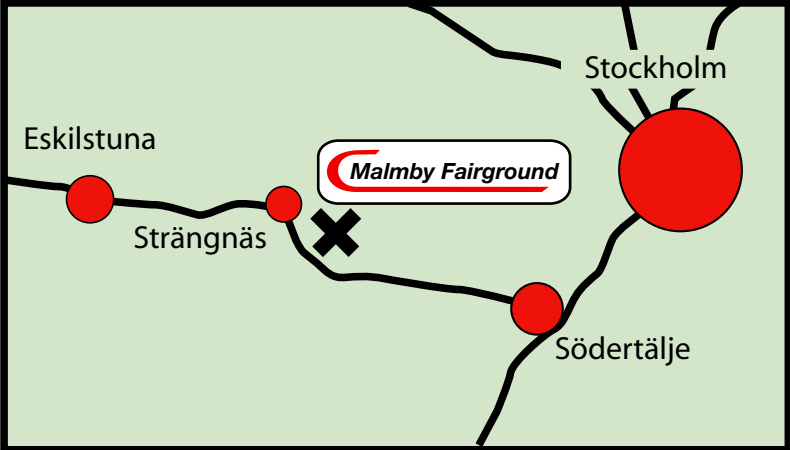 Stockholm
Eskilstuna
Malmby Fairground
Strängnäs
Södertälje